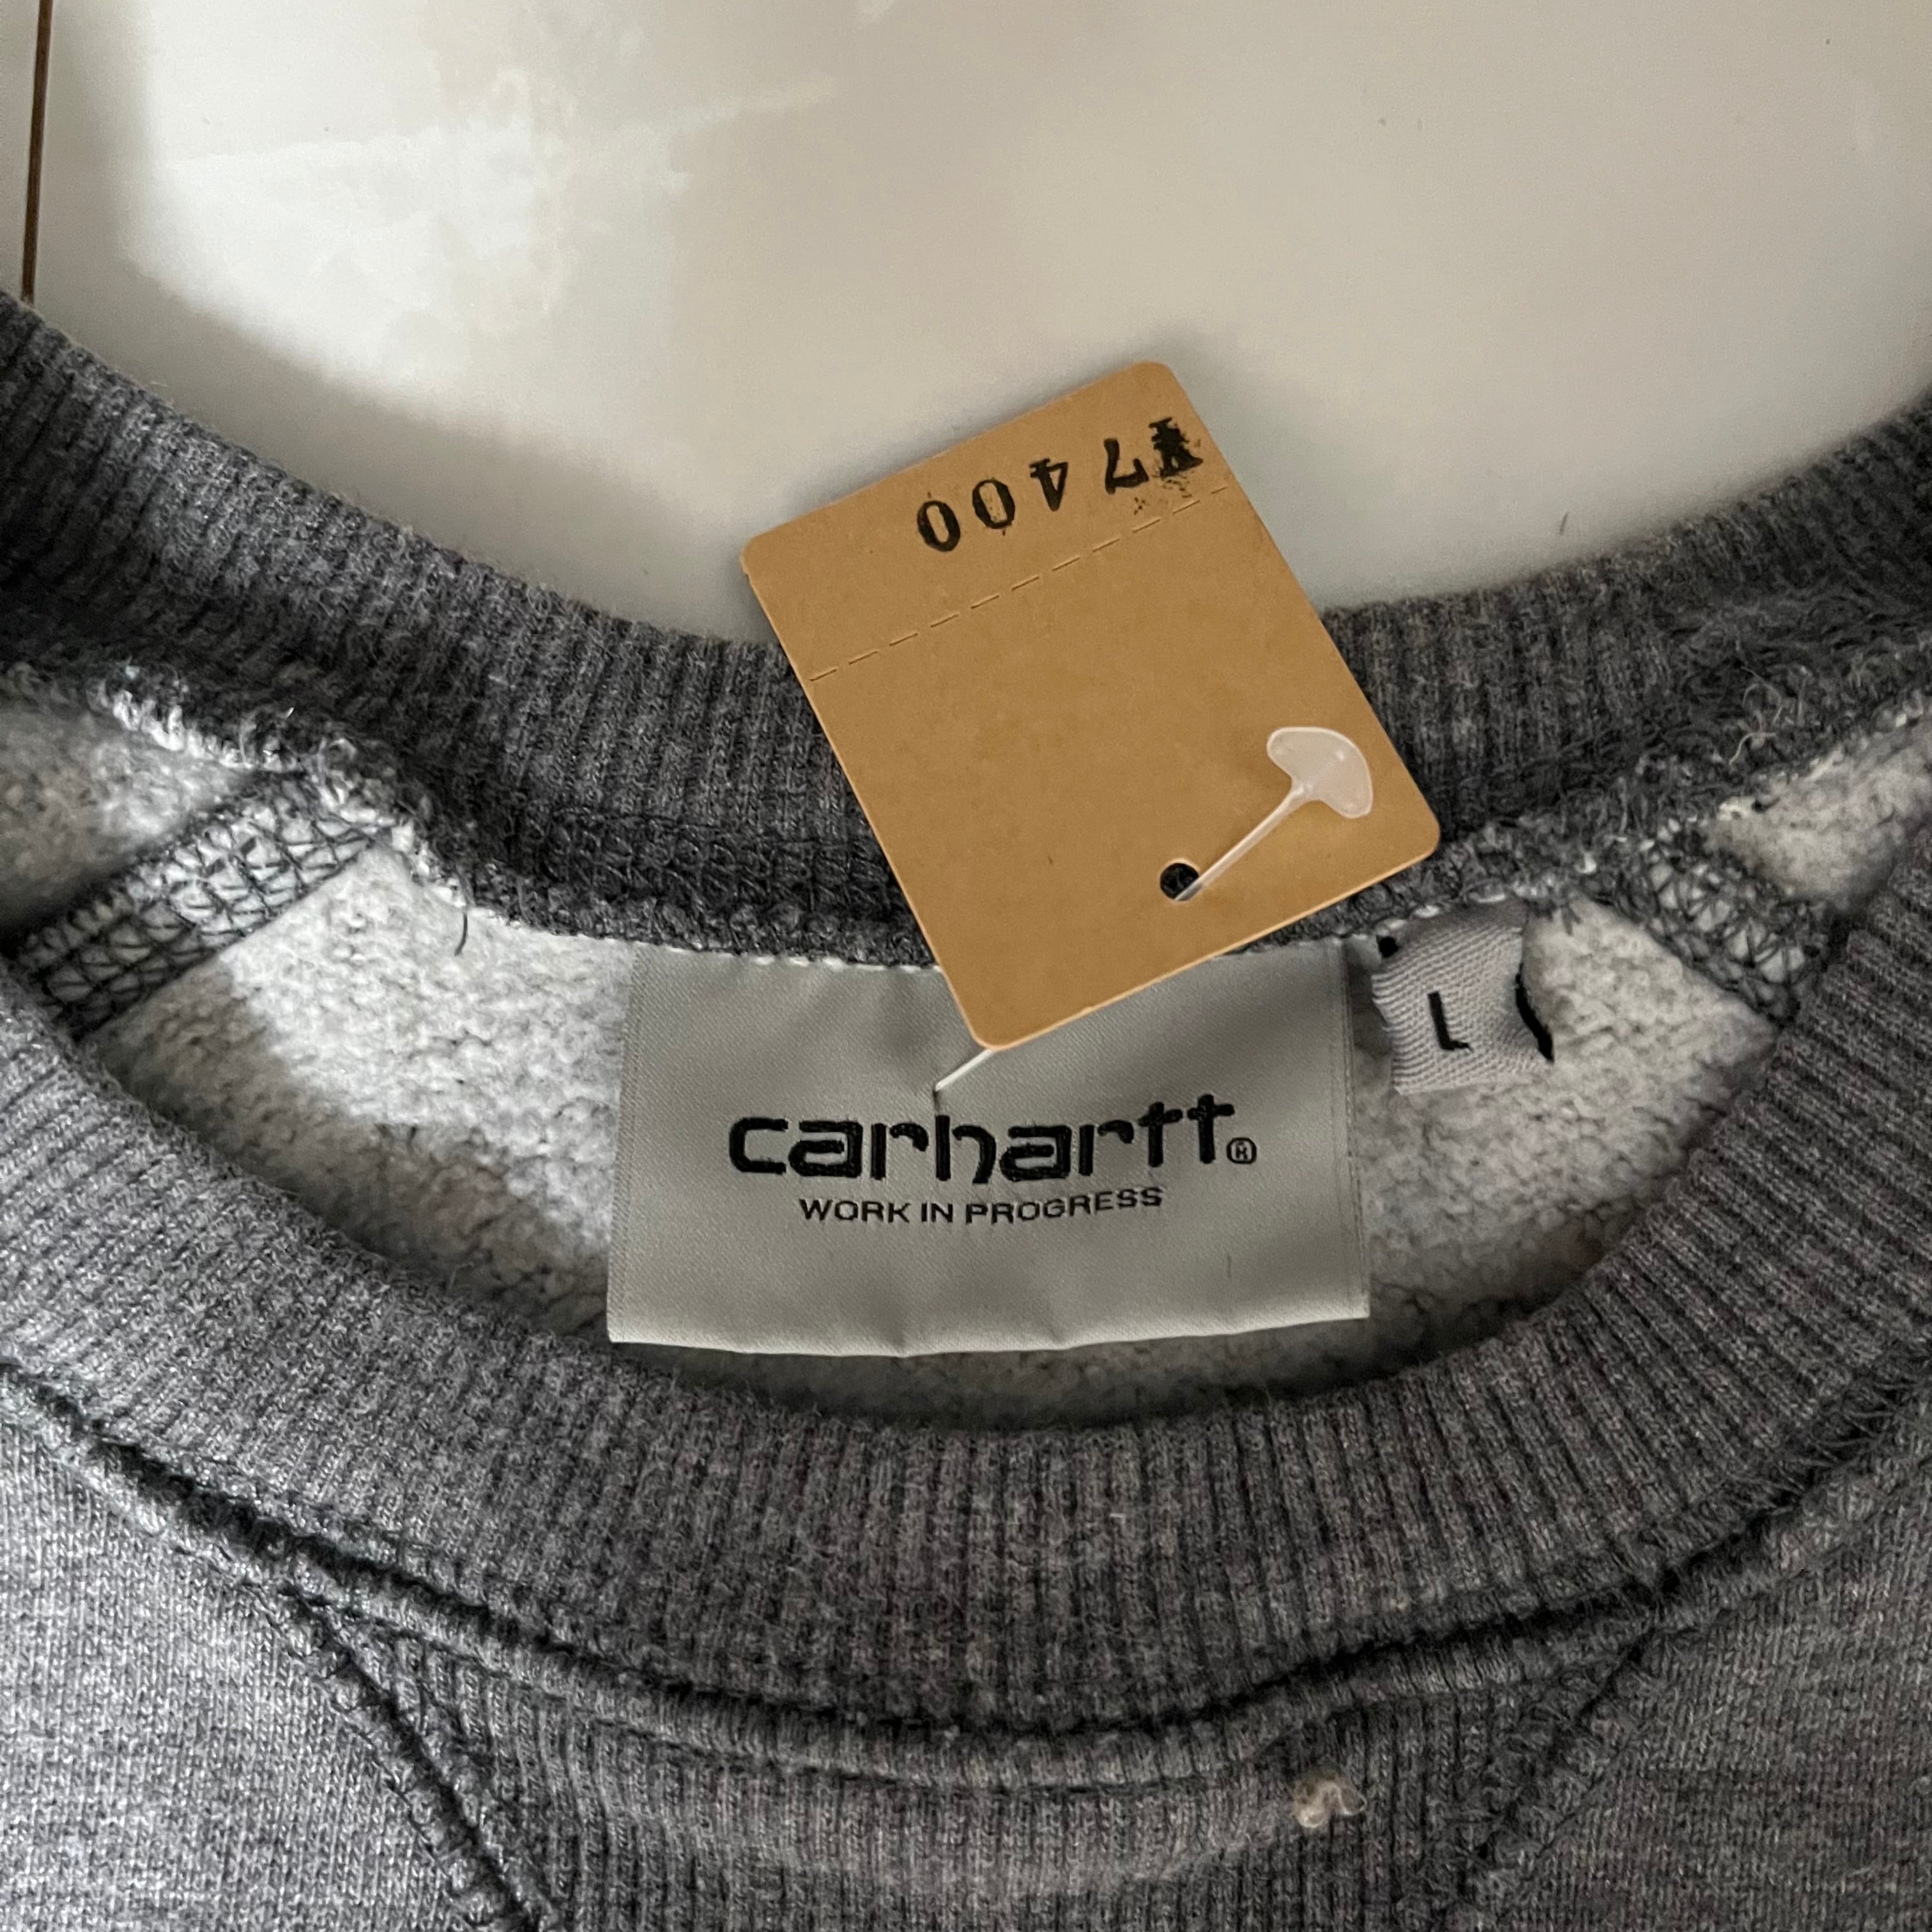 ¥7400
L
carhartt®
WORK IN PROGRESS